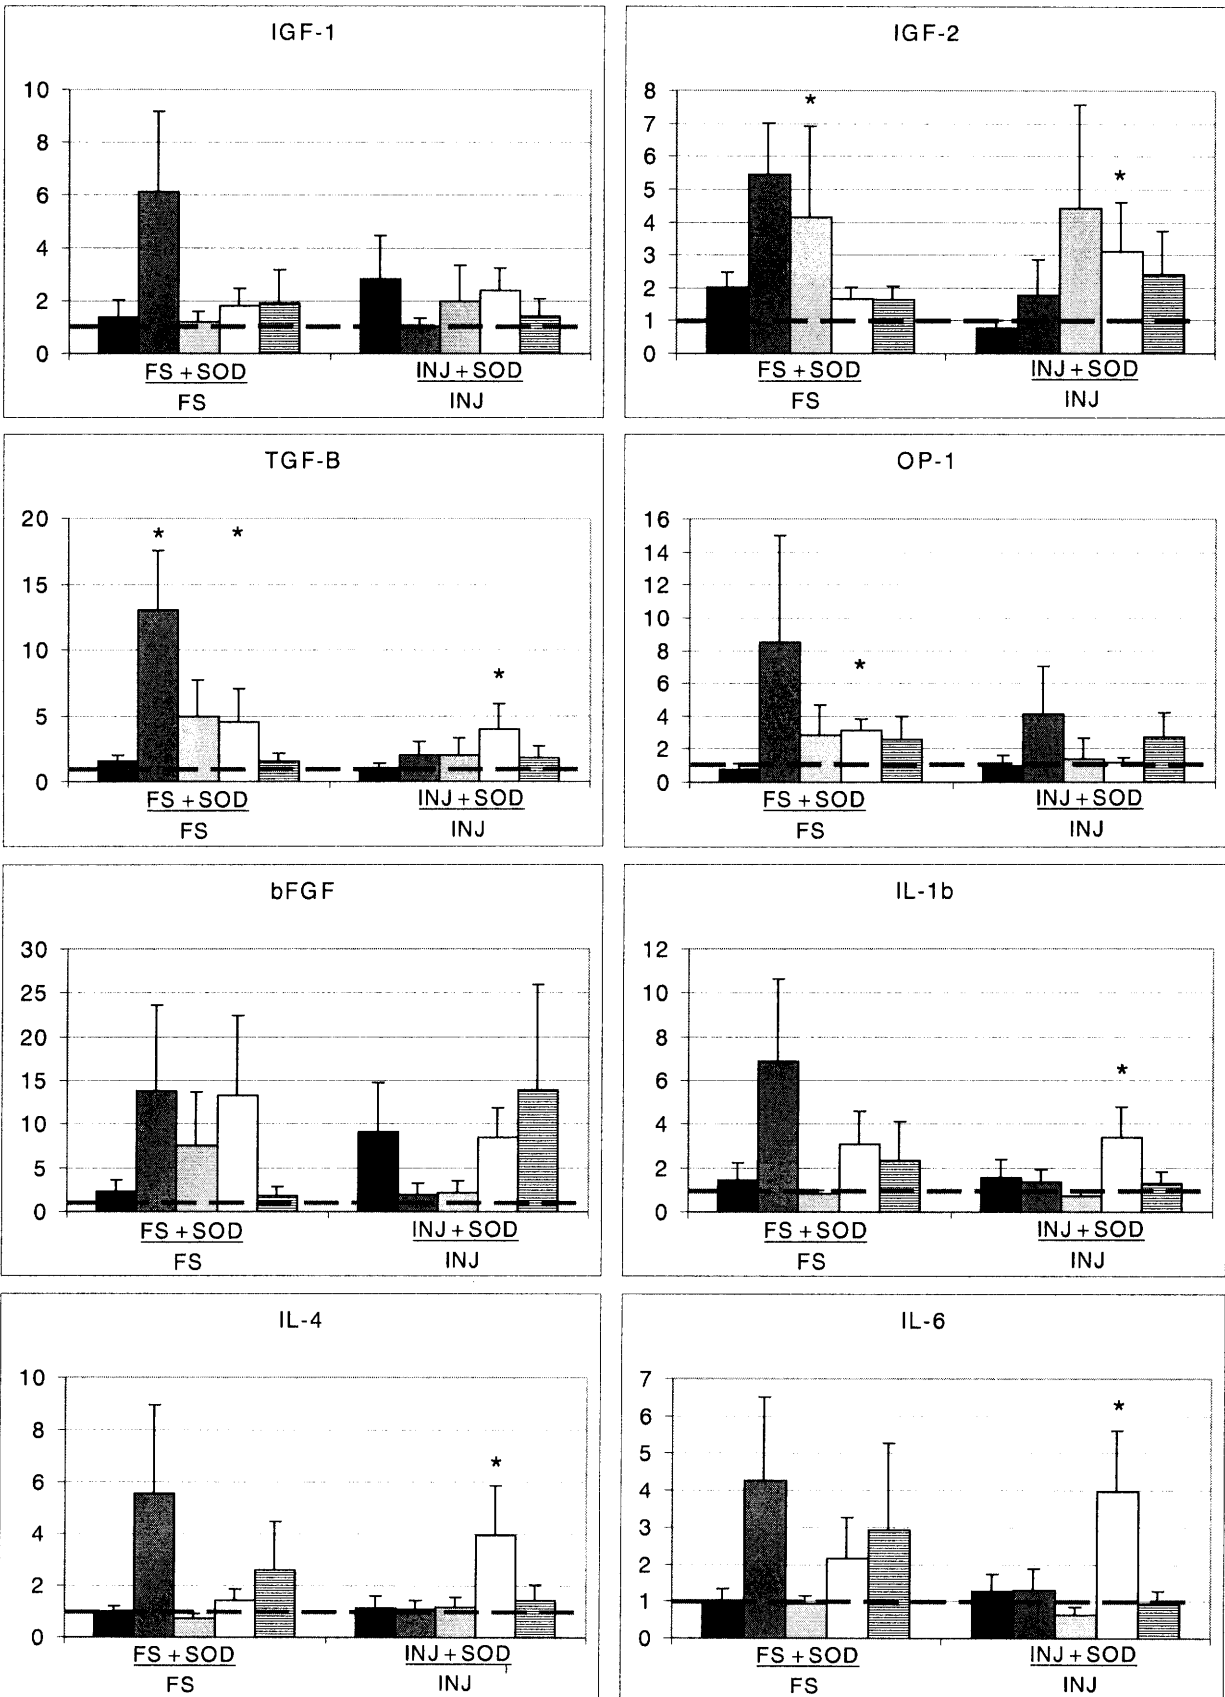 IGF-1
10
8
6
4
2
0
FS+SOD
FS
INJ+SOD
INJ
IGF-2
8
7
6
5
4
3
2
1
0
*
*
FS+SOD
FS
INJ+SOD
INJ
TGF-B
20
15
10
5
0
*
*
*
FS+SOD
FS
INJ+SOD
INJ
OP-1
16
14
12
10
8
6
4
2
0
*
FS+SOD
FS
INJ+SOD
INJ
bFGF
30
25
20
15
10
5
0
FS+SOD
FS
INJ+SOD
INJ
IL-1b
12
10
8
6
4
2
0
*
FS+SOD
FS
INJ+SOD
INJ
IL-4
10
8
6
4
2
0
*
FS+SOD
FS
INJ+SOD
INJ
IL-6
7
6
5
4
3
2
1
0
*
FS+SOD
FS
INJ+SOD
INJ